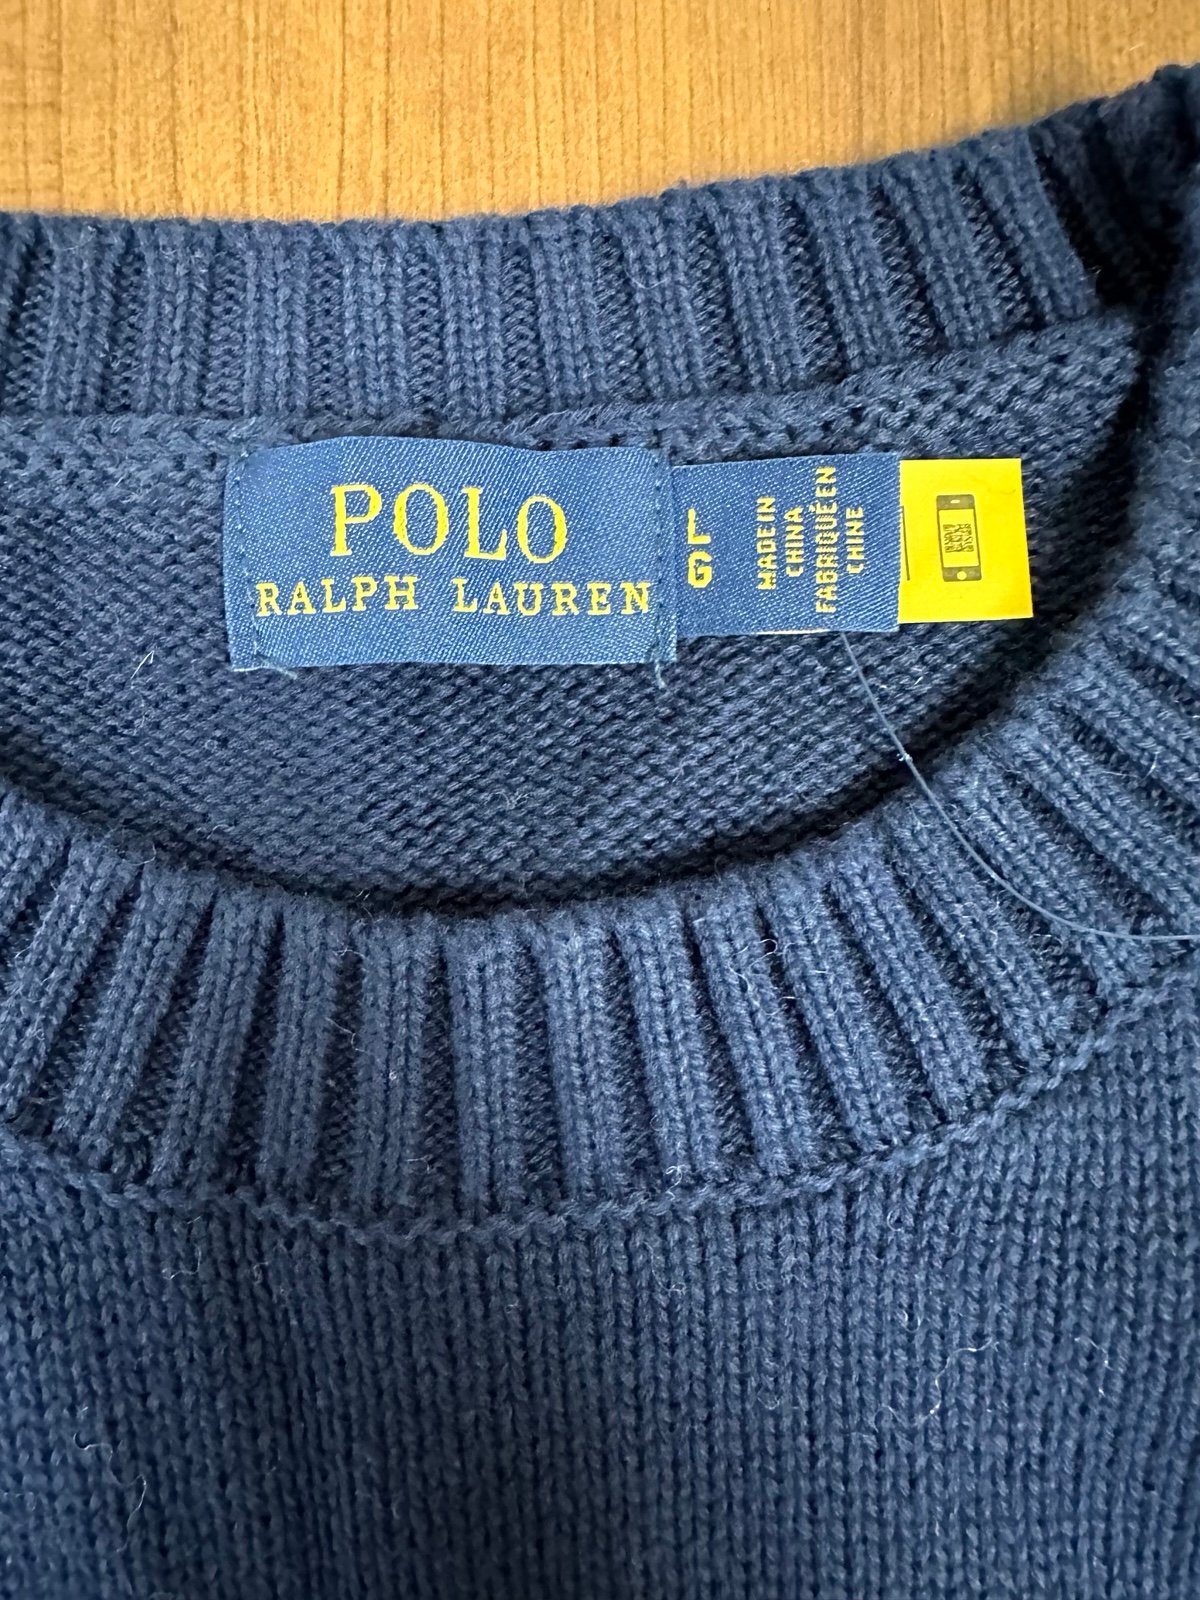 POLO
RALPH LAUREN
L
G
MADE IN
CHINA
FABRIQUÉ EN
CHINE